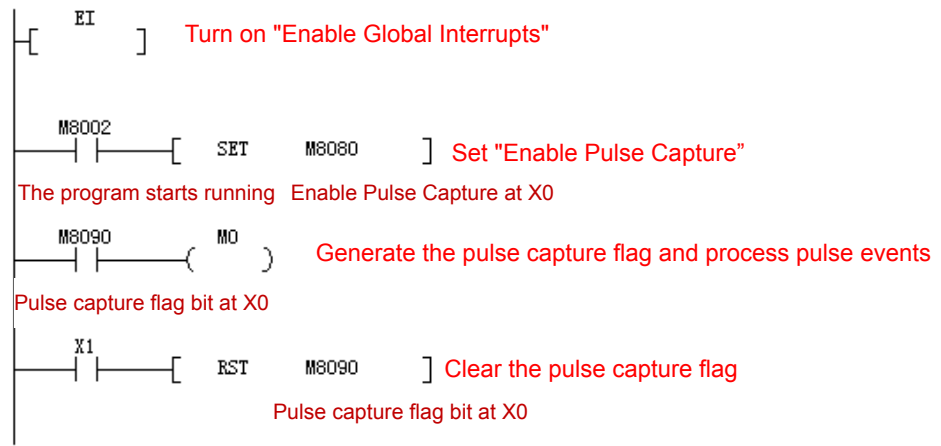 EI
[ ] Turn on "Enable Global Interrupts"
M8002
[ SET M8080 ] Set "Enable Pulse Capture”
The program starts running Enable Pulse Capture at X0
M8090 M0
( ) Generate the pulse capture flag and process pulse events
Pulse capture flag bit at X0
X1
[ RST M8090 ] Clear the pulse capture flag
Pulse capture flag bit at X0